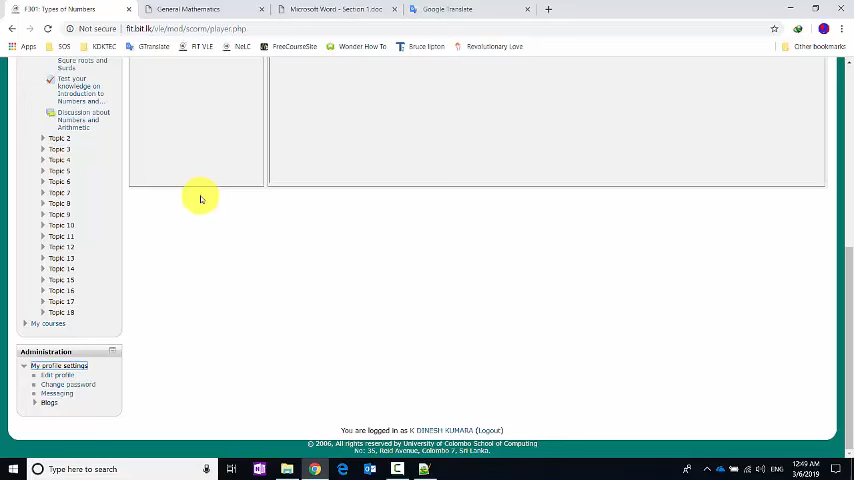 F301: Types of Numbers
General Mathematics
Microsoft Word - Section 1.doc
Google Translate
Not secure
fit.bit.lk/vle/mod/scorm/player.php
Apps
SOS
KDKTEC
GTranslate
FIT VLE
NeLC
FreeCourseSite
Wonder How To
Bruce lipton
Revolutionary Love
Other bookmarks
Squre roots and
Surds
Test your
knowledge on
Introduction to
Numbers and...
Discussion about
Numbers and
Arithmetic
Topic 2
Topic 3
Topic 4
Topic 5
Topic 6
Topic 7
Topic 8
Topic 9
Topic 10
Topic 11
Topic 12
Topic 13
Topic 14
Topic 15
Topic 16
Topic 17
Topic 18
My courses
Administration
My profile settings
Edit profile
Change password
Messaging
Blogs
You are logged in as K DINESH KUMARA (Logout)
© 2006, All rights reserved by University of Colombo School of Computing
No: 35, Reid Avenue, Colombo 7, Sri Lanka.
Type here to search
ENG
12:49 AM
3/6/2019